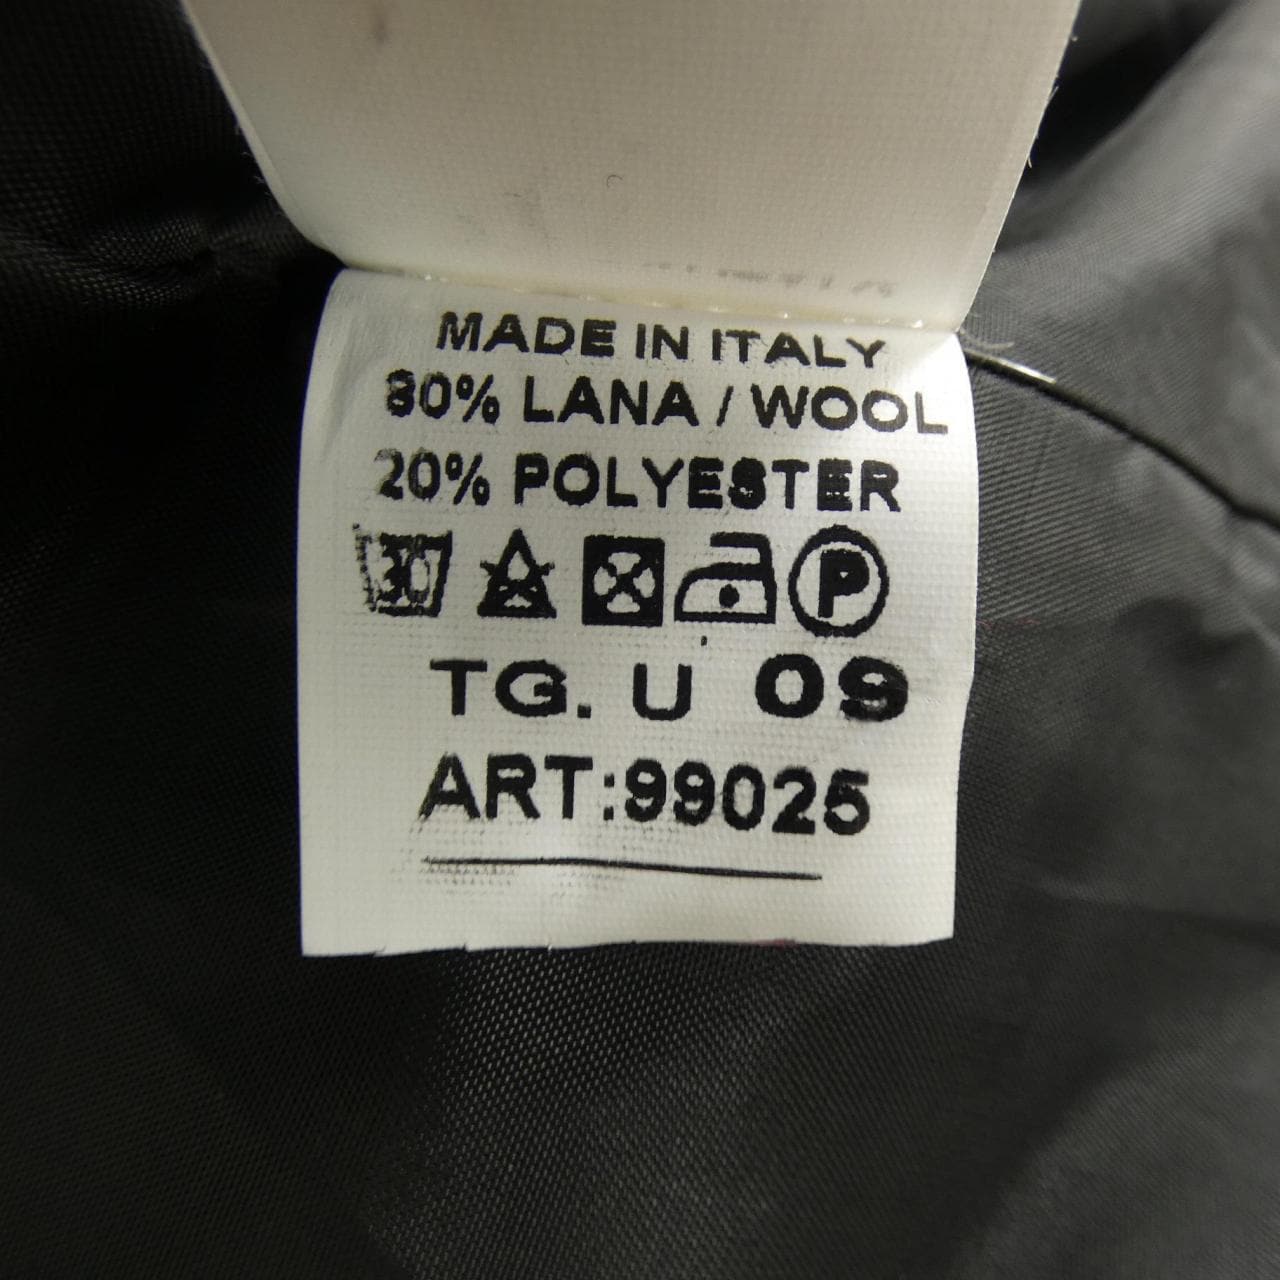 MADE IN ITALY
80% LANA / WOOL
20% POLYESTER
30 P
TG. U 09
ART:99025